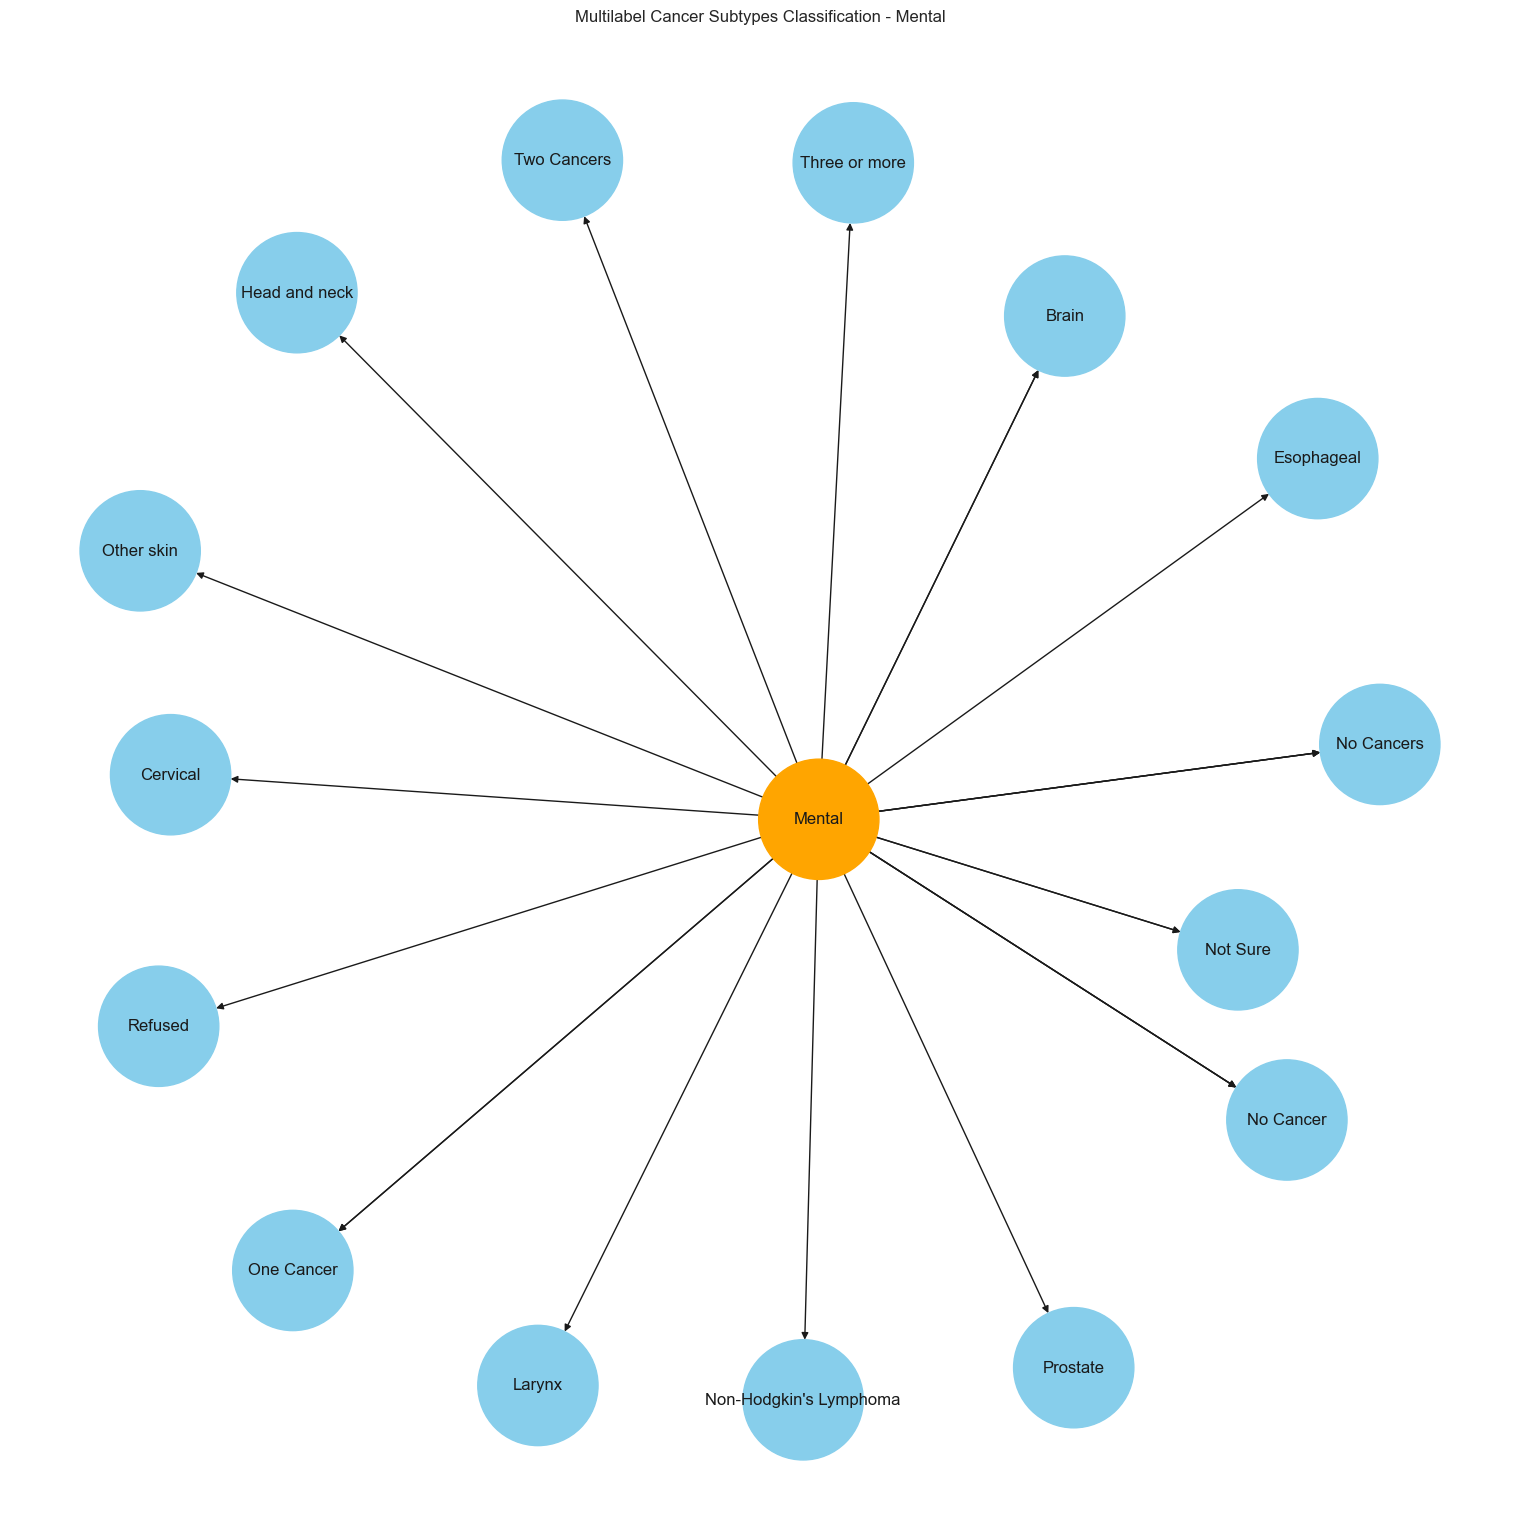 Multilabel Cancer Subtypes Classification - Mental
Two Cancers
Three or more
Head and neck
Brain
Esophageal
Other skin
No Cancers
Cervical
Mental
Not Sure
Refused
No Cancer
One Cancer
Prostate
Larynx
Non-Hodgkin's Lymphoma